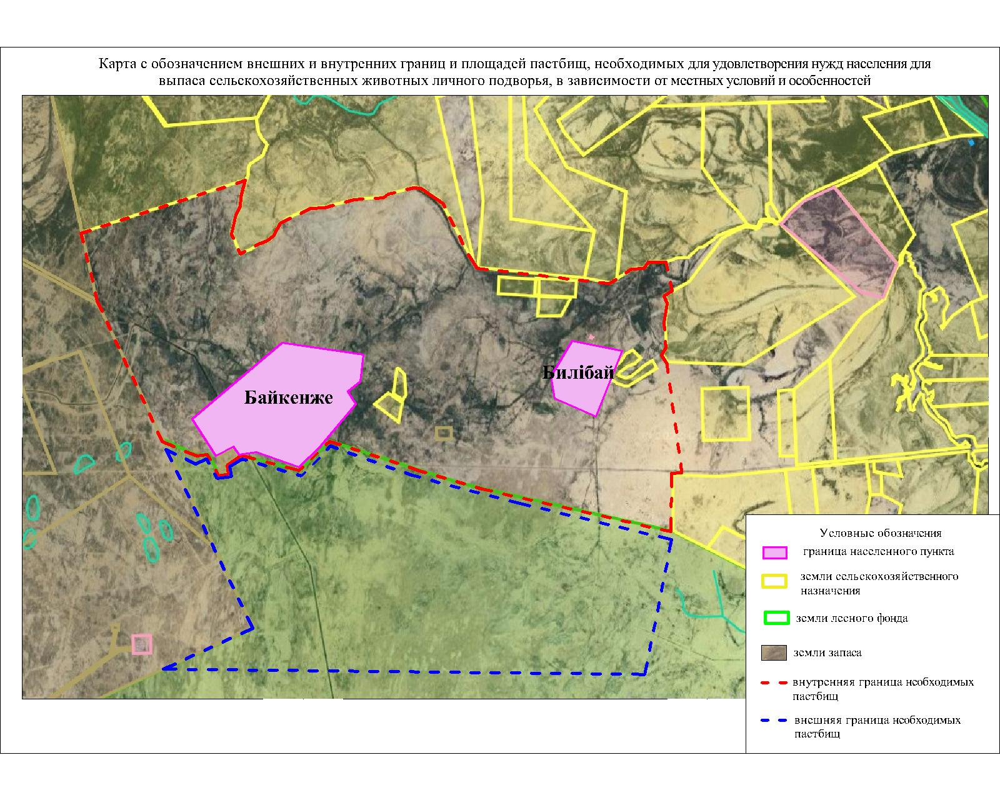 Карта с обозначением внешних и внутренних границ и площадей пастбищ, необходимых для удовлетворения нужд населения для
выпаса сельскохозяйственных животных личного подворья, в зависимости от местных условий и особенностей
Билібай
Байкенже
Условные обозначения
граница населенного пункта
земли сельскохозяйственного
назначения
земли лесного фонда
земли запаса
внутренняя граница необходимых
пастбищ
внешняя граница необходимых
пастбищ